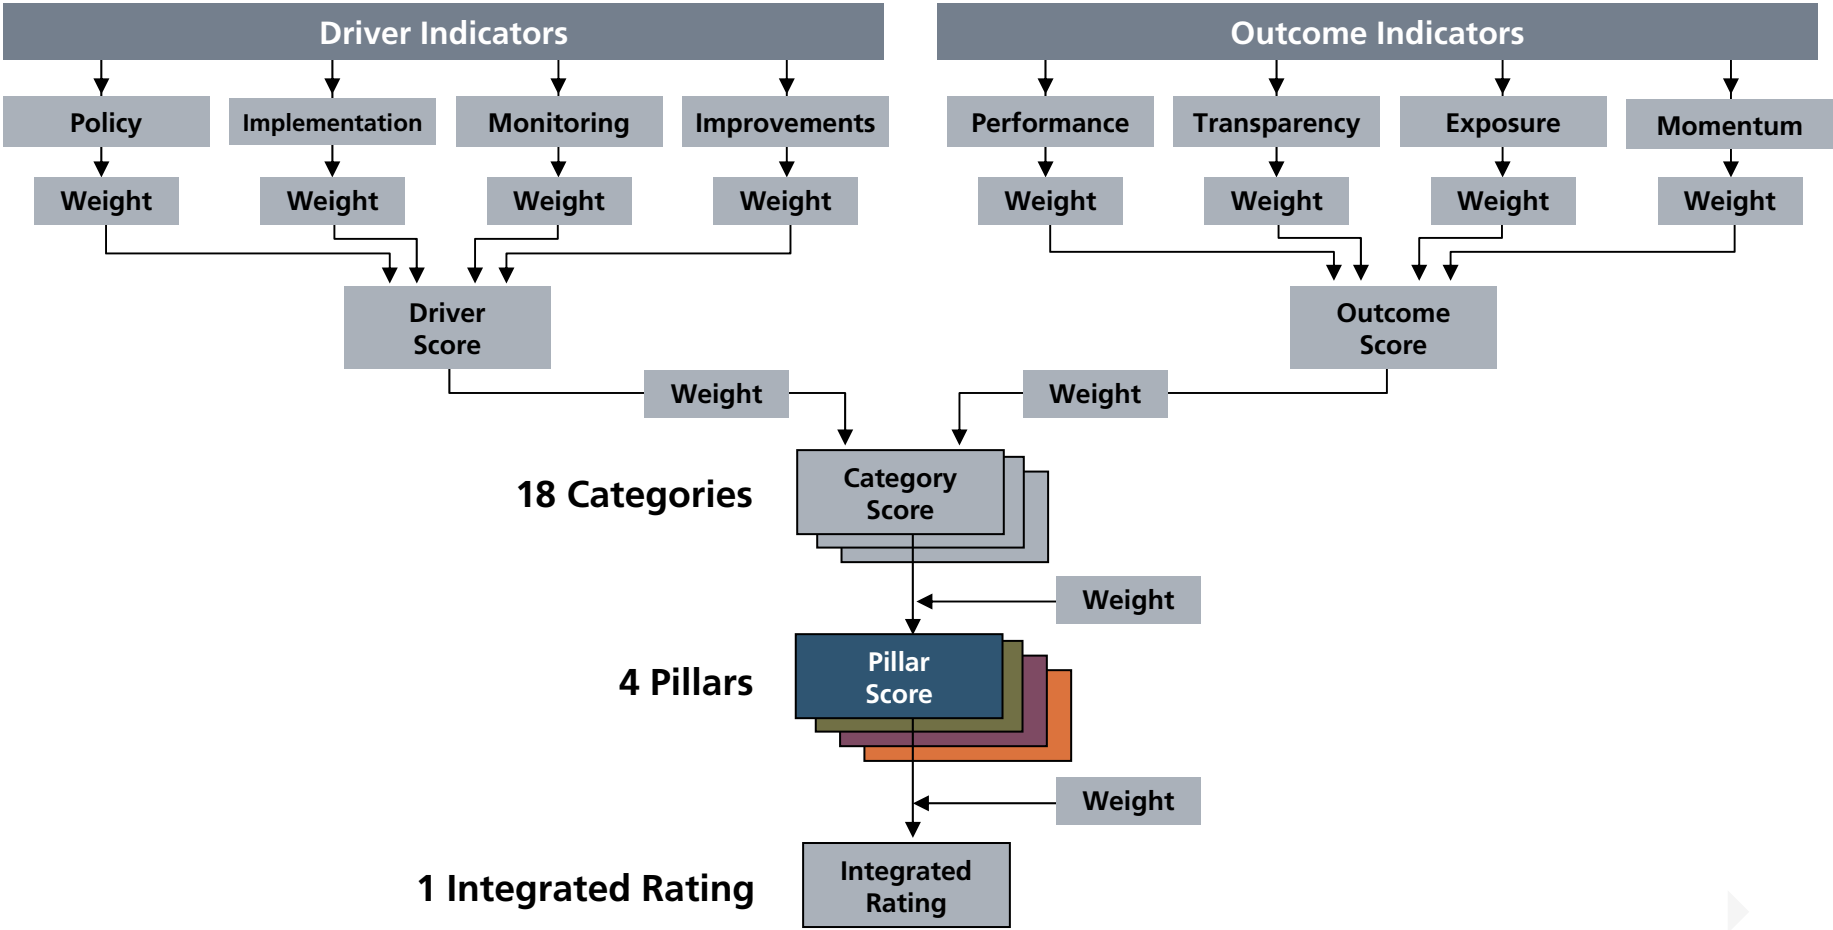 Driver Indicators
Outcome Indicators
Policy
Implementation
Monitoring
Improvements
Performance
Transparency
Exposure
Momentum
Weight
Weight
Weight
Weight
Weight
Weight
Weight
Weight
Driver
Score
Outcome
Score
Weight
Weight
18 Categories
Category
Score
Weight
4 Pillars
Pillar
Score
Weight
1 Integrated Rating
Integrated
Rating